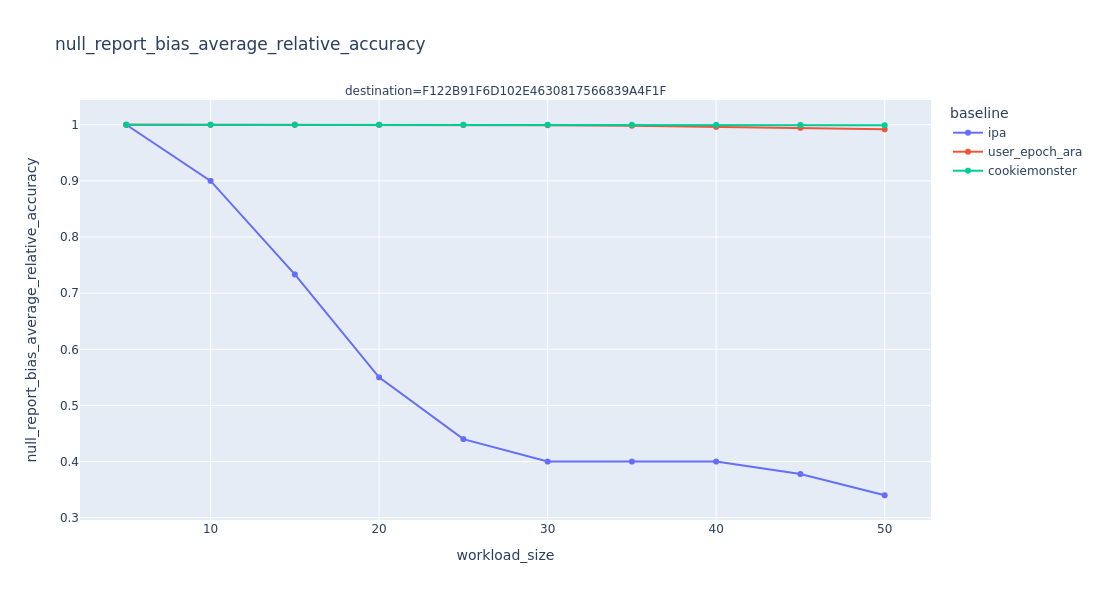 null_report_bias_average_relative_accuracy
destination=F122B91F6D102E4630817566839A4F1F
baseline
ipa
user_epoch_ara
cookiemonster
null_report_bias_average_relative_accuracy
1
0.9
0.8
0.7
0.6
0.5
0.4
0.3
10
20
30
40
50
workload_size